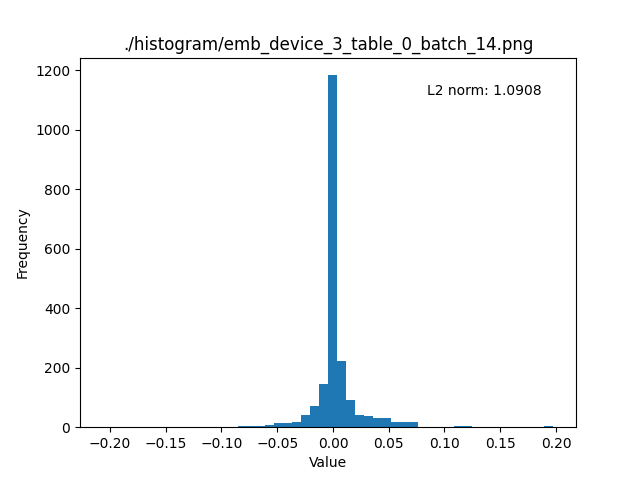 ./histogram/emb_device_3_table_0_batch_14.png
L2 norm: 1.0908
1200
1000
800
600
400
200
0
Frequency
−0.20 −0.15 −0.10 −0.05 0.00 0.05 0.10 0.15 0.20
Value